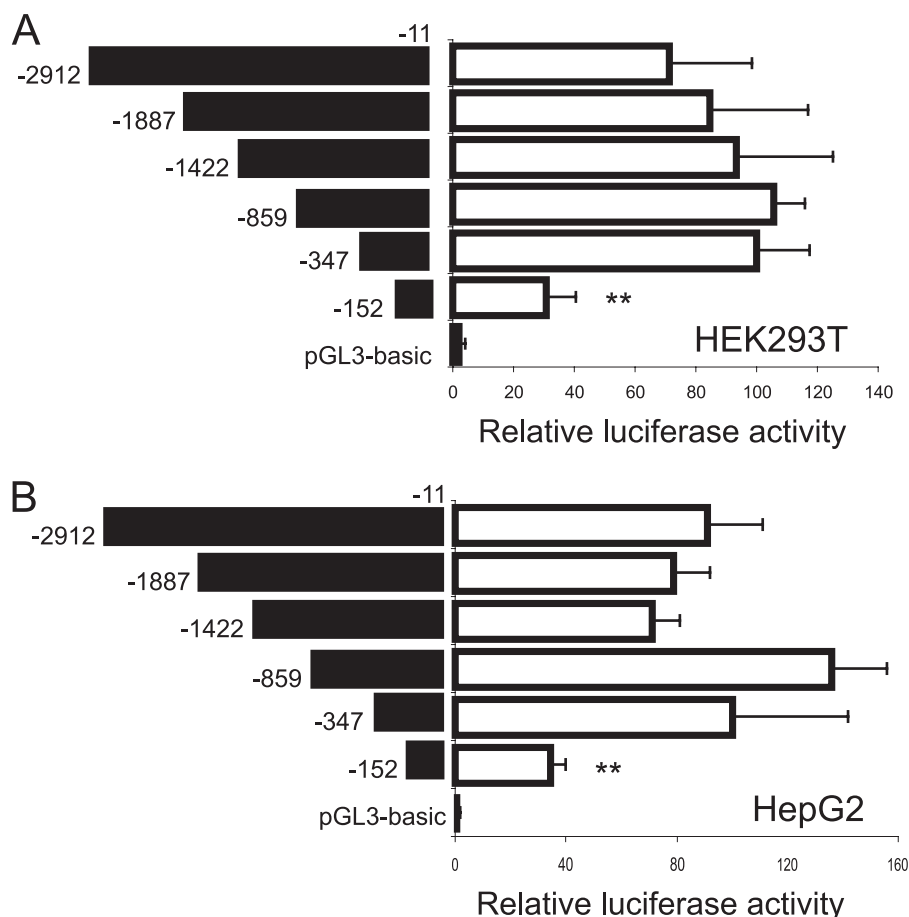 A
-11
-2912
-1887
-1422
-859
-347
-152 **
pGL3-basic HEK293T
0 20 40 60 80 100 120 140
Relative luciferase activity
B
-11
-2912
-1887
-1422
-859
-347
-152 **
pGL3-basic HepG2
0 40 80 120 160
Relative luciferase activity